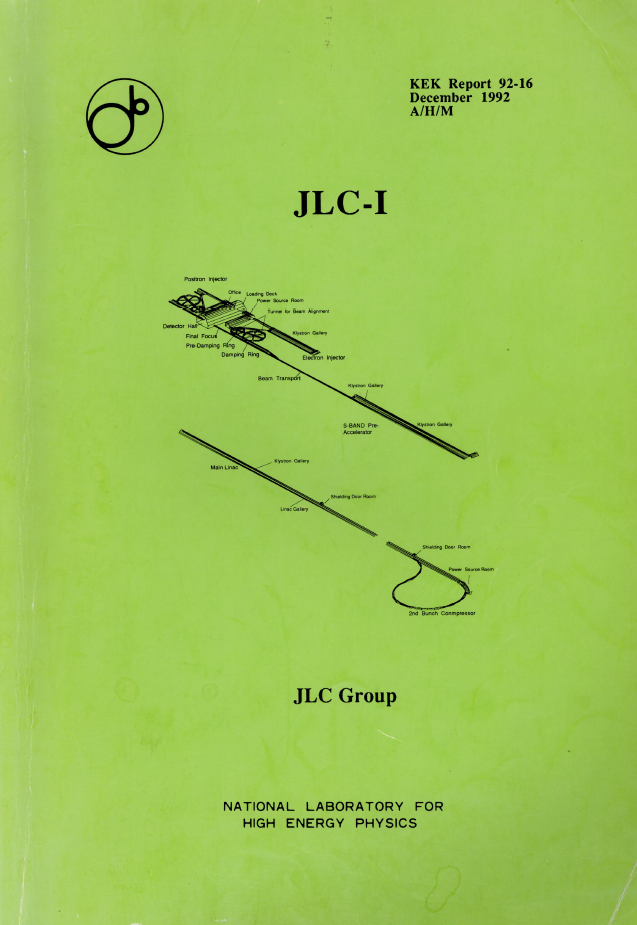 KEK Report 92-16
December 1992
A/H/M
JLC-I
Positron Injector
Office
Loading Deck
Power Source Room
Tunnel for Beam Alignment
Detector Hall
Klystron Gallery
Final Focus
Pre-Damping Ring
Damping Ring
Electron Injector
Beam Transport
Klystron Gallery
S-BAND Pre-
Accelerator
Klystron Gallery
Klystron Gallery
Main Linac
Shielding Door Room
Linac Gallery
Shielding Door Room
Power Source Room
2nd Bunch Conmpressor
JLC Group
NATIONAL LABORATORY FOR
HIGH ENERGY PHYSICS